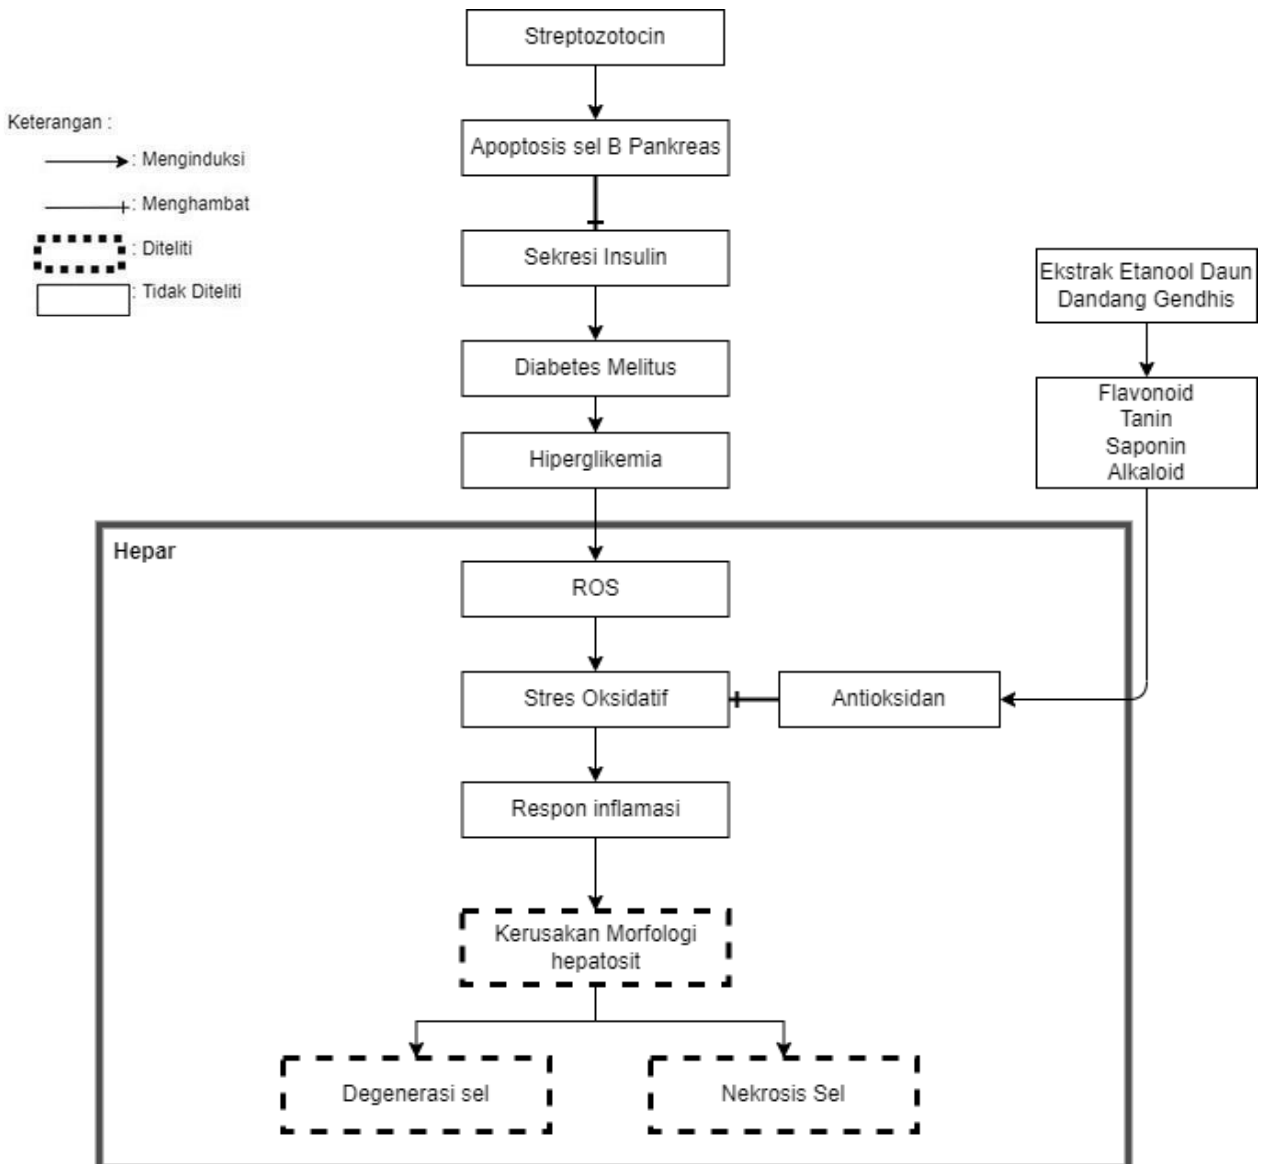 Streptozotocin
Keterangan :
: Menginduksi
: Menghambat
: Diteliti
: Tidak Diteliti
Apoptosis sel B Pankreas
Sekresi Insulin
Diabetes Melitus
Hiperglikemia
Ekstrak Etanool Daun
Dandang Gendhis
Flavonoid
Tanin
Saponin
Alkaloid
Hepar
ROS
Stres Oksidatif
Antioksidan
Respon inflamasi
Kerusakan Morfologi
hepatosit
Degenerasi sel
Nekrosis Sel